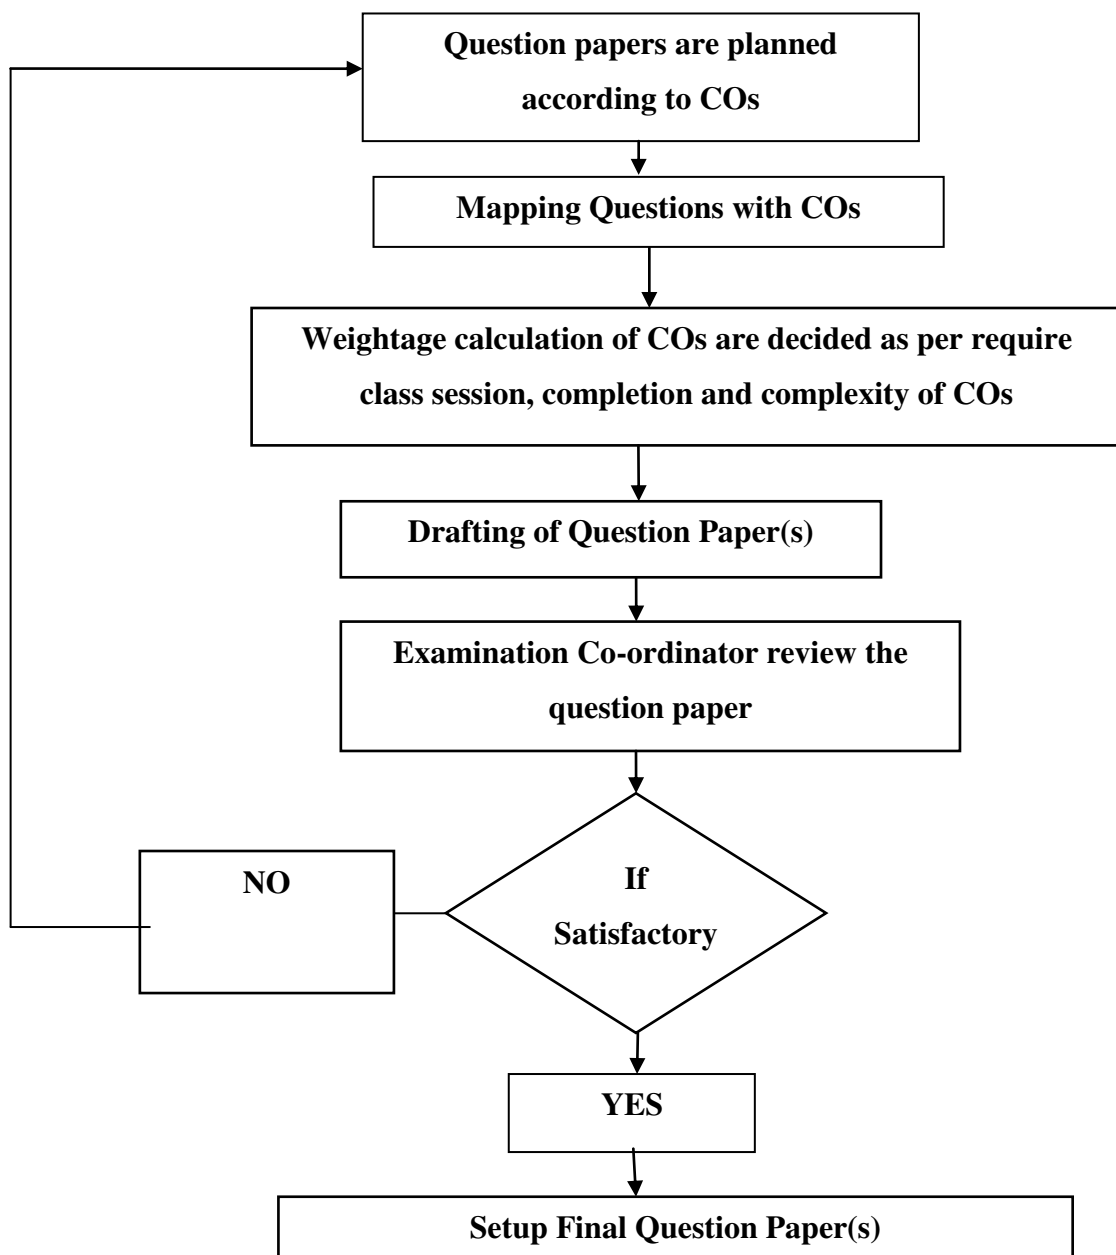 Question papers are planned
according to COs
Mapping Questions with COs
Weightage calculation of COs are decided as per require
class session, completion and complexity of COs
Drafting of Question Paper(s)
Examination Co-ordinator review the
question paper
If
Satisfactory
NO
YES
Setup Final Question Paper(s)